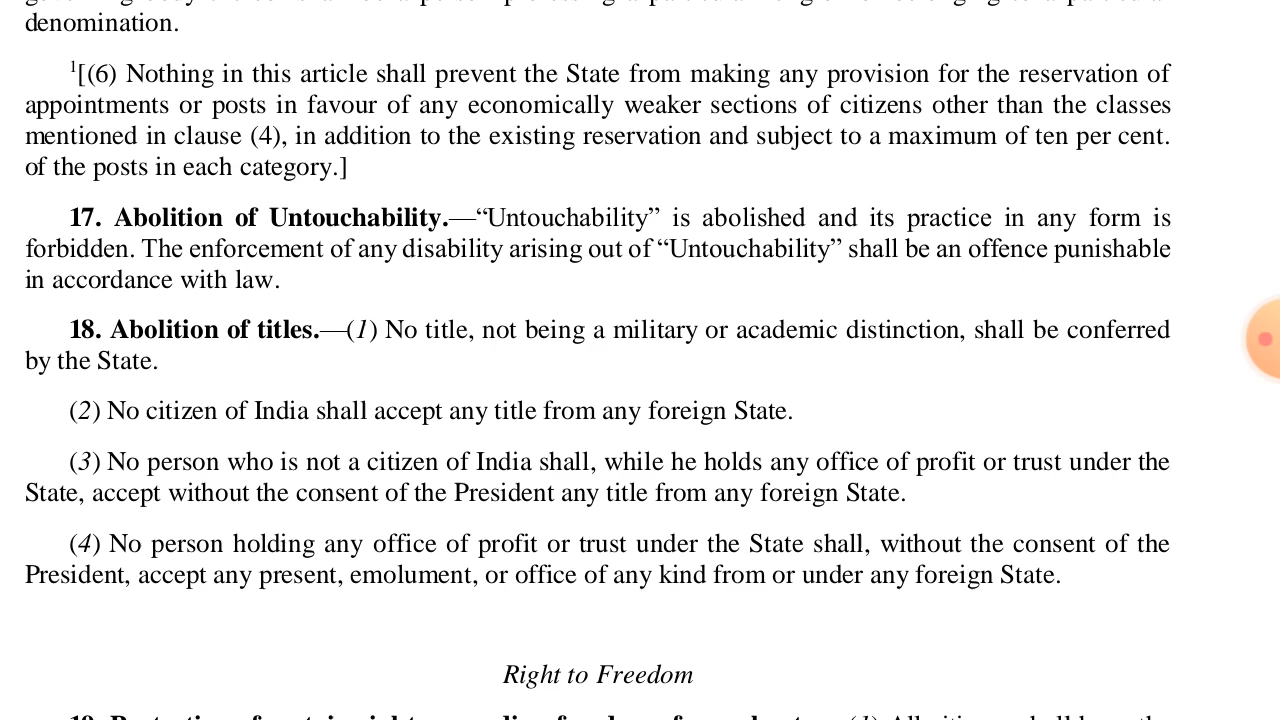 denomination.
1[(6) Nothing in this article shall prevent the State from making any provision for the reservation of
appointments or posts in favour of any economically weaker sections of citizens other than the classes
mentioned in clause (4), in addition to the existing reservation and subject to a maximum of ten per cent.
of the posts in each category.]
17. Abolition of Untouchability.—“Untouchability” is abolished and its practice in any form is
forbidden. The enforcement of any disability arising out of “Untouchability” shall be an offence punishable
in accordance with law.
18. Abolition of titles.—(1) No title, not being a military or academic distinction, shall be conferred
by the State.
(2) No citizen of India shall accept any title from any foreign State.
(3) No person who is not a citizen of India shall, while he holds any office of profit or trust under the
State, accept without the consent of the President any title from any foreign State.
(4) No person holding any office of profit or trust under the State shall, without the consent of the
President, accept any present, emolument, or office of any kind from or under any foreign State.
Right to Freedom